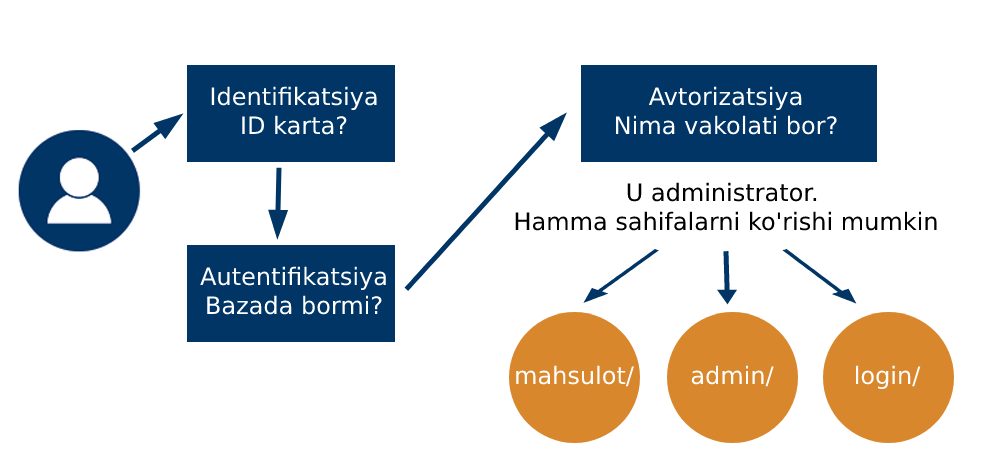 Identifikatsiya
ID karta?
Autentifikatsiya
Bazada bormi?
Avtorizatsiya
Nima vakolati bor?
U administrator.
Hamma sahifalarni ko'rishi mumkin
mahsulot/
admin/
login/